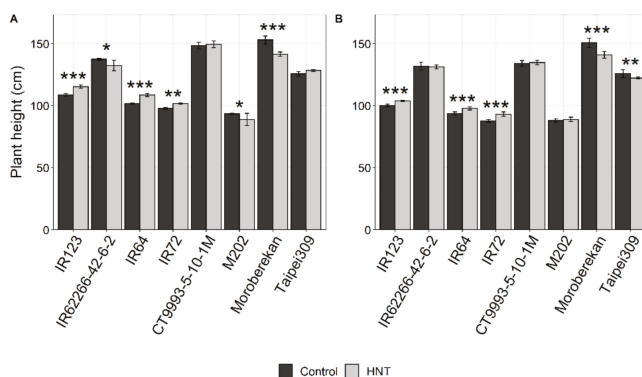 A
B
Plant height (cm)
150
100
50
0
***
*
***
**
*
***
150
100
50
0
***
***
***
***
**
IR123
IR62266-42-6-2
IR64
IR72
CT9993-5-10-1M
M202
Moroberekan
Taipei309
IR123
IR62266-42-6-2
IR64
IR72
CT9993-5-10-1M
M202
Moroberekan
Taipei309
Control HNT